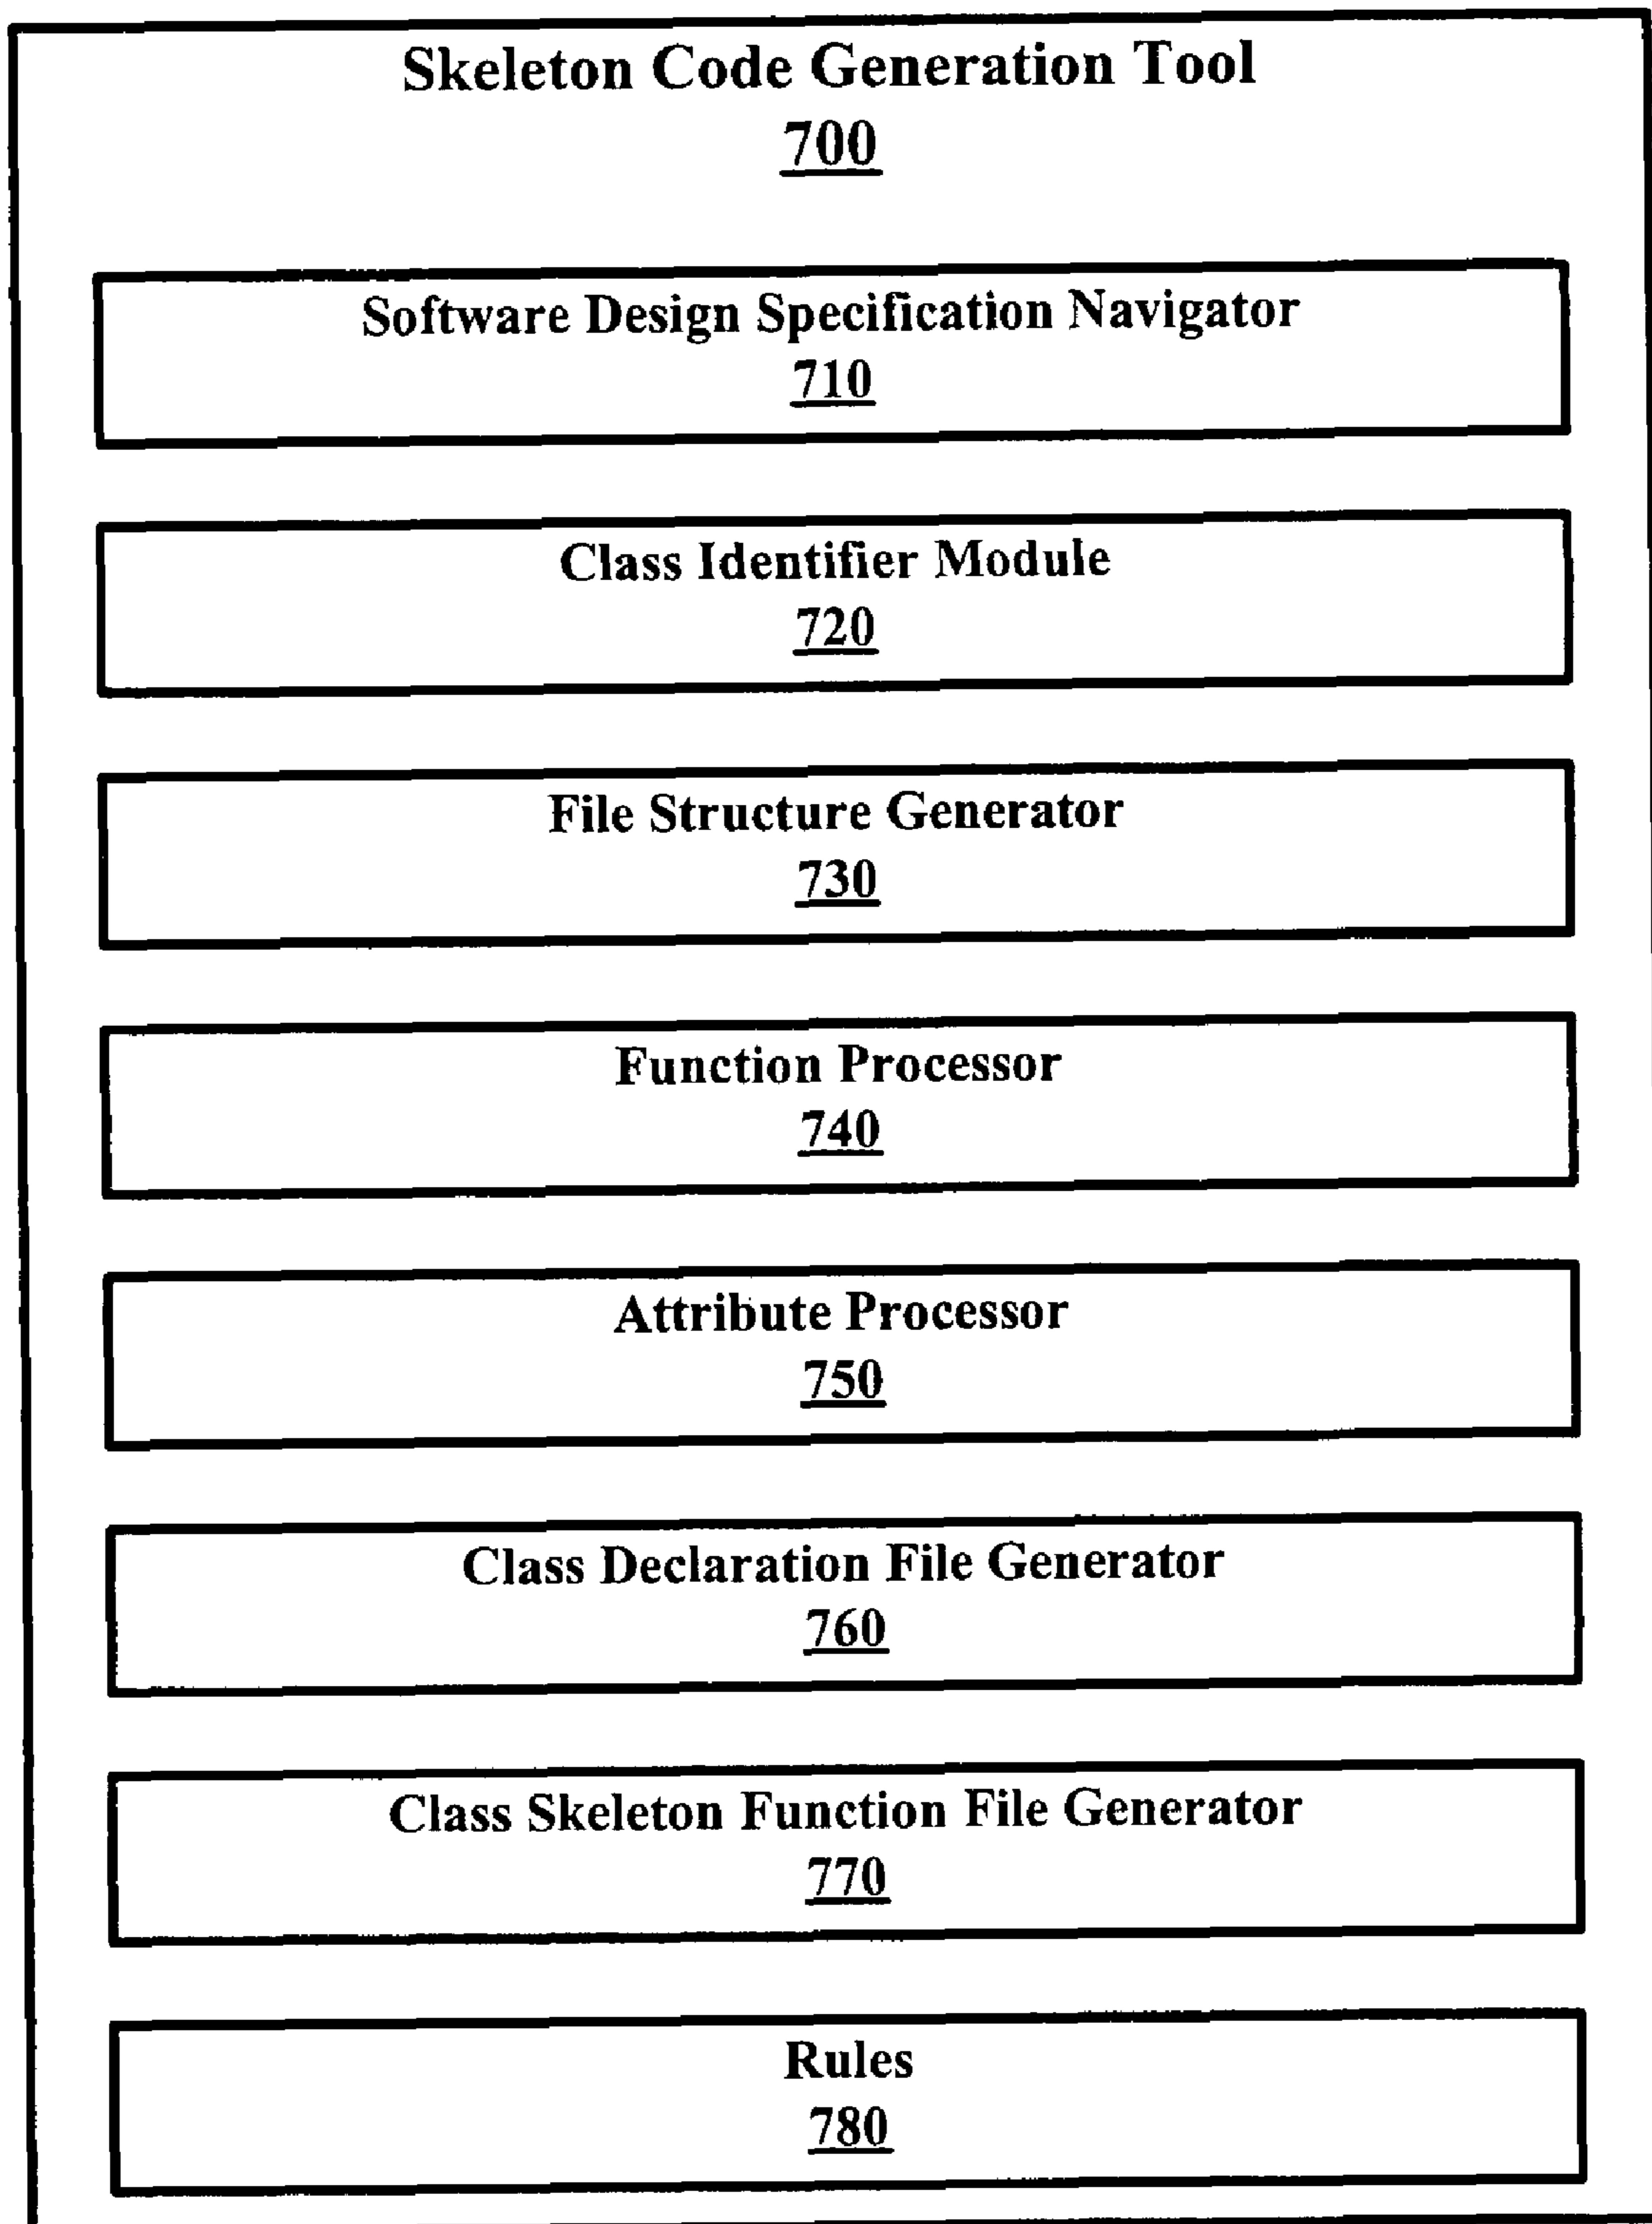 Skeleton Code Generation Tool
700
Software Design Specification Navigator
710
Class Identifier Module
720
File Structure Generator
730
Function Processor
740
Attribute Processor
750
Class Declaration File Generator
760
Class Skeleton Function File Generator
770
Rules
780